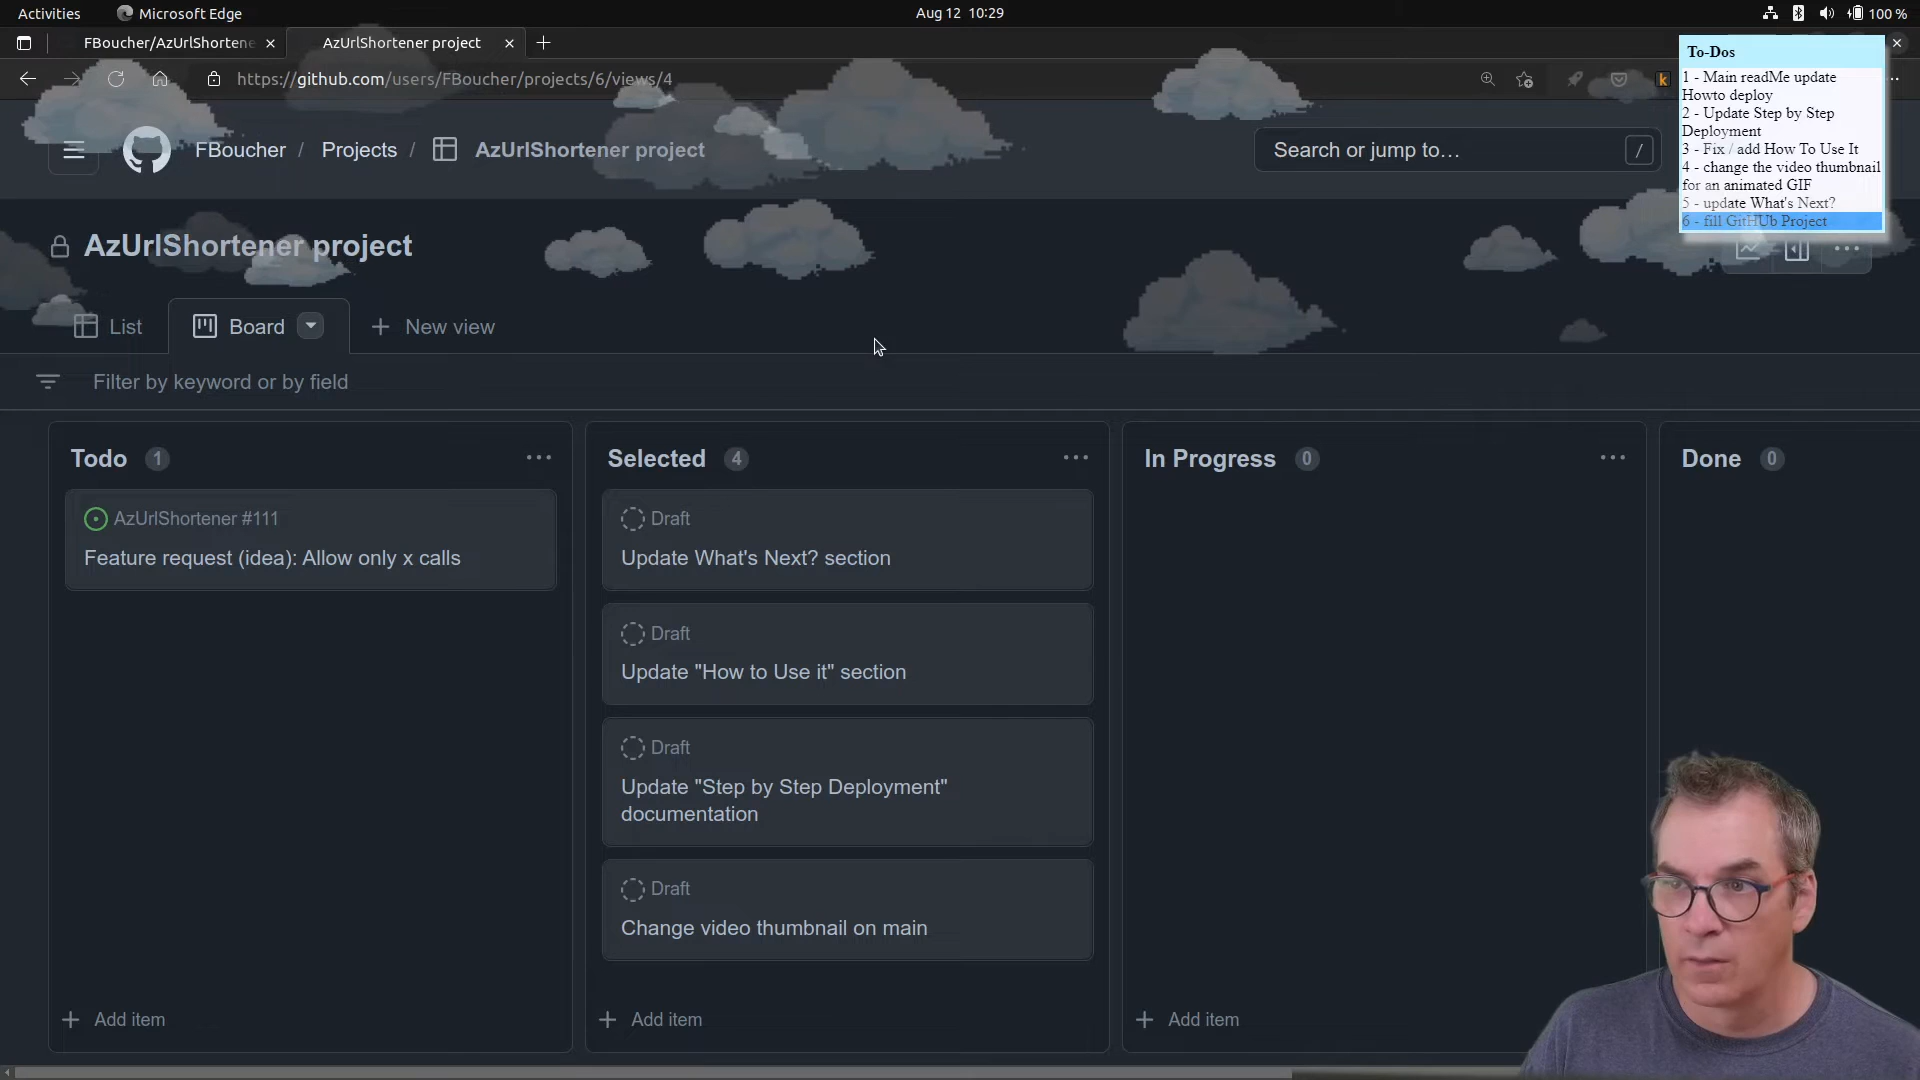 Activities
Microsoft Edge
Aug 12 10:29
100 %
FBoucher/AzUrlShortene
AzUrlShortener project
https://github.com/users/FBoucher/projects/6/views/4
k
To-Dos
1 - Main readMe update
Howto deploy
2 - Update Step by Step
Deployment
3 - Fix / add How To Use It
4 - change the video thumbnail
for an animated GIF
5 - update What's Next?
6 - fill GitHUb Project
FBoucher / Projects / AzUrlShortener project
Search or jump to...
/
AzUrlShortener project
List
Board
New view
Filter by keyword or by field
Todo 1
AzUrlShortener #111
Feature request (idea): Allow only x calls
Add item
Selected 4
Draft
Update What's Next? section
Draft
Update "How to Use it" section
Draft
Update "Step by Step Deployment"
documentation
Draft
Change video thumbnail on main
Add item
In Progress 0
Add item
Done 0